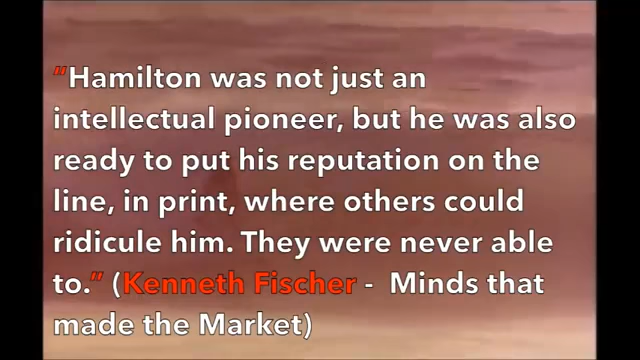 “Hamilton was not just an
intellectual pioneer, but he was also
ready to put his reputation on the
line, in print, where others could
ridicule him. They were never able
to.” (Kenneth Fischer -  Minds that
made the Market)